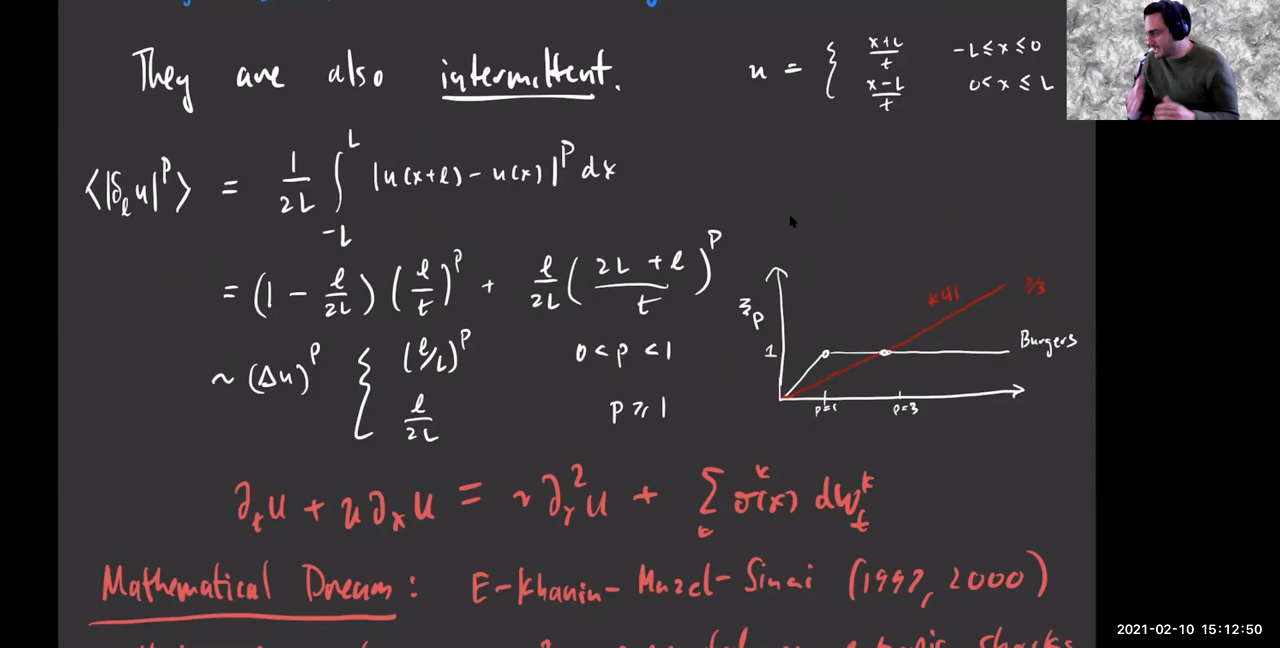 They are also intermittent.
u = { (x+L)/t   -L ≤ x ≤ 0
(x-L)/t   0 < x ≤ L
⟨|δ_ℓ u|^p⟩ = 1/2L ∫_{-L}^{L} |u(x+ℓ) - u(x)|^p dx
= (1 - ℓ/2L) (ℓ/t)^p + ℓ/2L ((2L + ℓ)/t)^p
~ (Δu)^p { (ℓ/L)^p   0 < p < 1
ℓ/2L   p ≥ 1
ξ_p
K41
p/3
1
Burgers
p=1
p=3
∂_t u + u ∂_x u = ν ∂_x^2 u + Σ_k σ^k(x) dW_t^k
Mathematical Dream: E-Khanin-Mazel-Sinai (1997, 2000)
shocks
2021-02-10 15:12:50